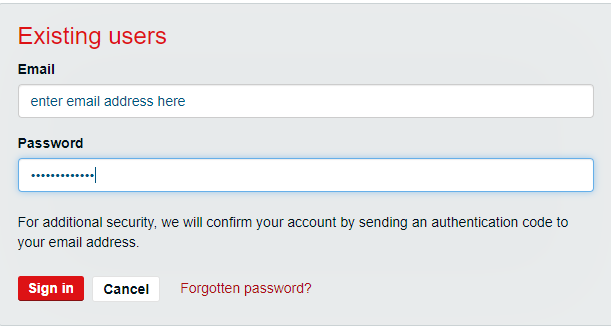 Existing users
Email
enter email address here
Password
•••••••••••••
For additional security, we will confirm your account by sending an authentication code to
your email address.
Sign in Cancel Forgotten password?